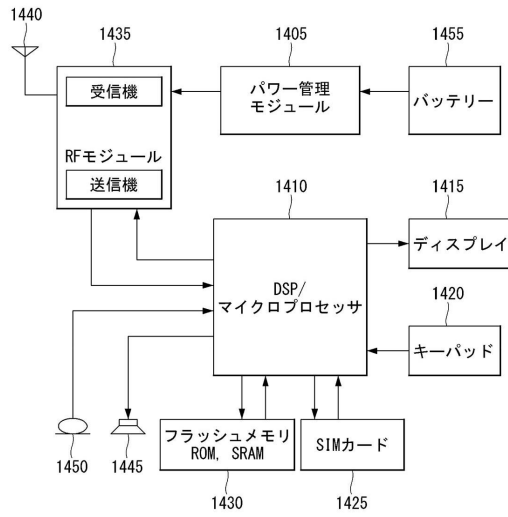 1440
1435
1405
1455
受信機
RFモジュール
送信機
パワー管理
モジュール
バッテリー
1410
1415
DSP/
マイクロプロセッサ
ディスプレイ
1420
キーパッド
フラッシュメモリ
ROM, SRAM
SIMカード
1450
1445
1430
1425